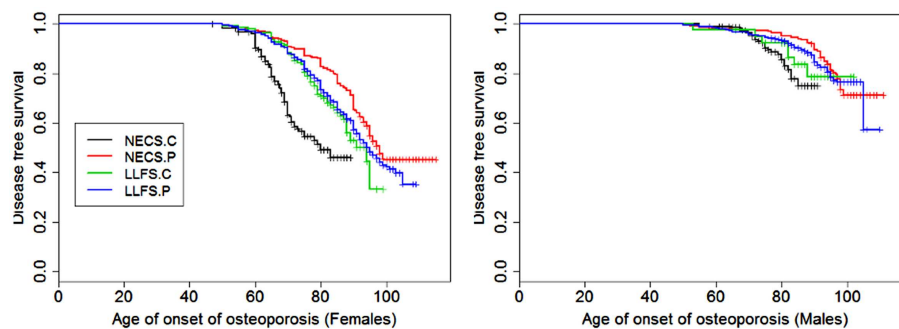 Disease free survival
1.0
0.8
0.6
0.4
0.2
0.0
NECS.C
NECS.P
LLFS.C
LLFS.P
0 20 40 60 80 100
Age of onset of osteoporosis (Females)
Disease free survival
1.0
0.8
0.6
0.4
0.2
0.0
0 20 40 60 80 100
Age of onset of osteoporosis (Males)